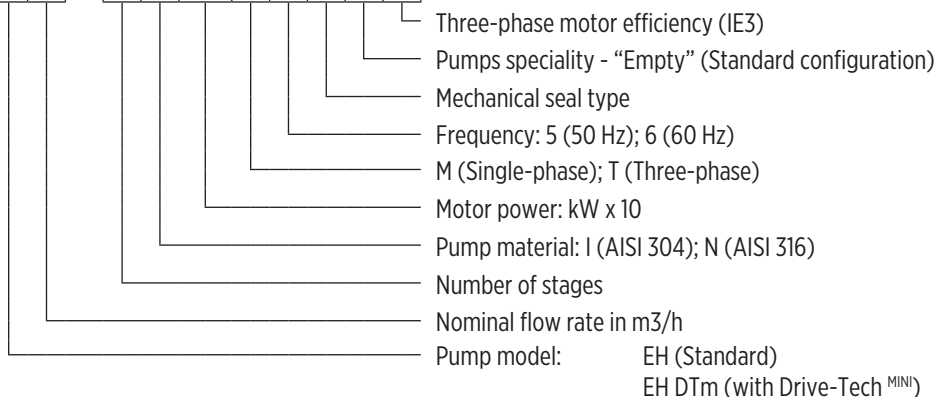 Three-phase motor efficiency (IE3)
Pumps speciality - “Empty” (Standard configuration)
Mechanical seal type
Frequency: 5 (50 Hz); 6 (60 Hz)
M (Single-phase); T (Three-phase)
Motor power: kW x 10
Pump material: I (AISI 304); N (AISI 316)
Number of stages
Nominal flow rate in m3/h
Pump model: EH (Standard)
EH DTm (with Drive-Tech MINI)